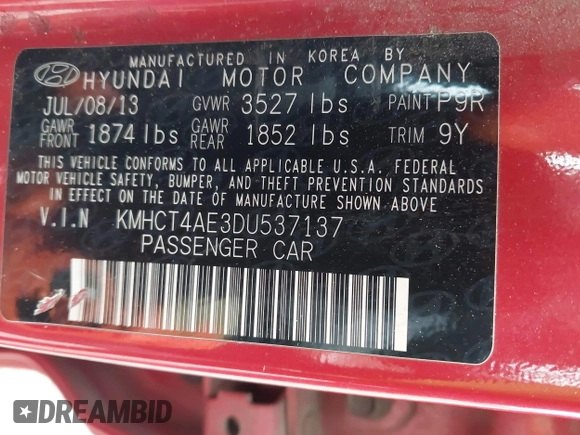 MANUFACTURED IN KOREA BY
HYUNDAI MOTOR COMPANY
JUL/08/13 GVWR 3527 lbs PAINT P9R
GAWR FRONT 1874 lbs GAWR REAR 1852 lbs TRIM 9Y
THIS VEHICLE CONFORMS TO ALL APPLICABLE U.S.A. FEDERAL
MOTOR VEHICLE SAFETY, BUMPER, AND THEFT PREVENTION STANDARDS
IN EFFECT ON THE DATE OF MANUFACTURE SHOWN ABOVE
V.I.N KMHCT4AE3DU537137
PASSENGER CAR
DREAMBID